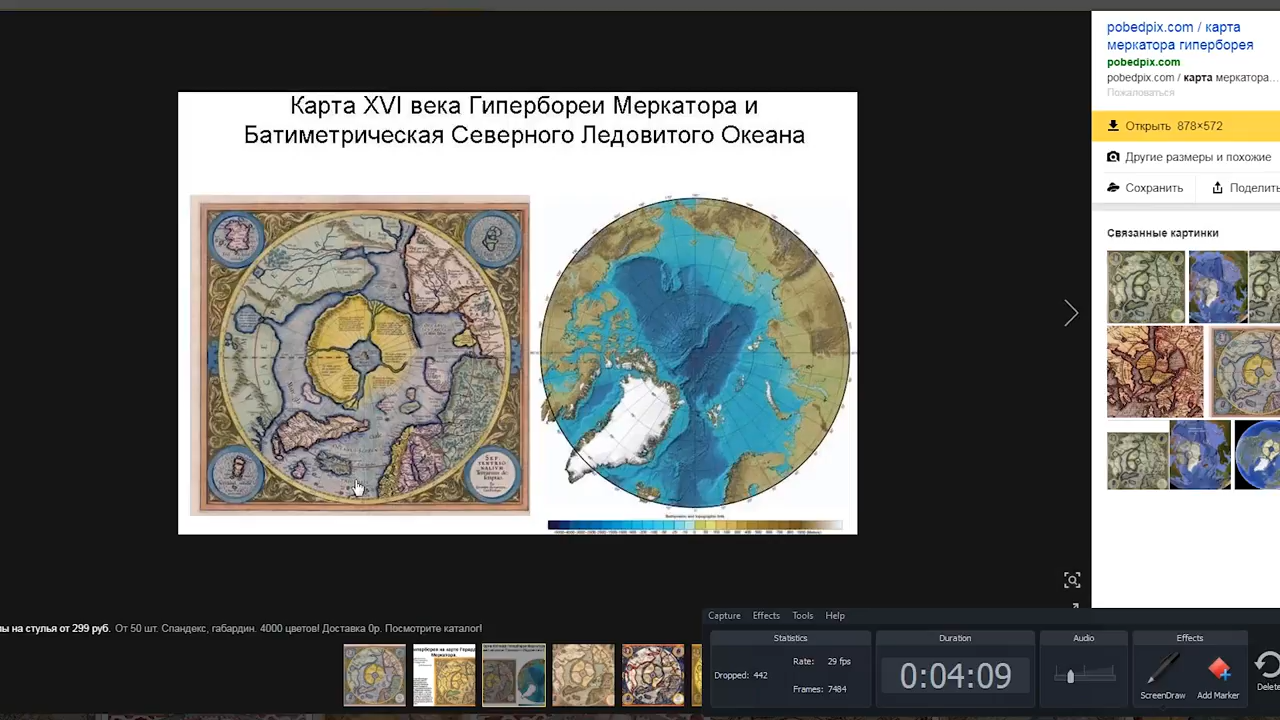 pobedpix.com / карта
меркатора гиперборея
pobedpix.com
pobedpix.com / карта меркатора...
Пожаловаться
Открыть 878×572
Другие размеры и похожие
Сохранить
Поделить
Связанные картинки
Карта XVI века Гипербореи Меркатора и
Батиметрическая Северного Ледовитого Океана
SEP
TENTRIO
NALIVM
ы на стулья от 299 руб. От 50 шт. Спандекс, габардин. 4000 цветов! Доставка 0р. Посмотрите каталог!
Capture Effects Tools Help
Statistics
Duration
Audio
Effects
Dropped: 442
Rate: 29 fps
Frames: 7484
0:04:09
ScreenDraw
Add Marker
Delete